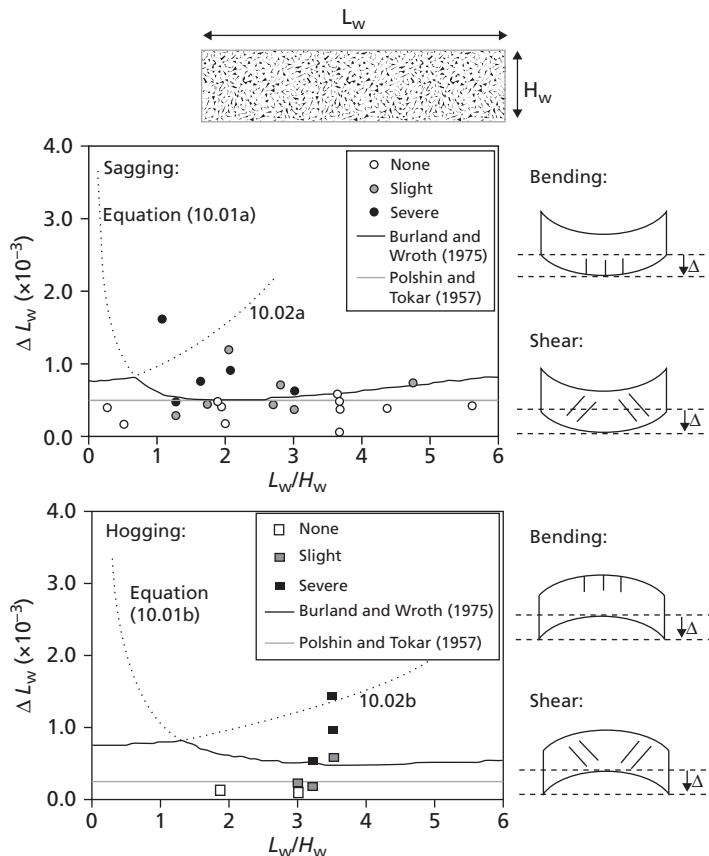 L_w
H_w
4.0
3.0
2.0
1.0
0.0
Δ L_w (×10⁻³)
Sagging:
Equation (10.01a)
10.02a
None
Slight
Severe
Burland and
Wroth (1975)
Polshin and
Tokar (1957)
0 1 2 3 4 5 6
L_w/H_w
Bending:
Δ
Shear:
Δ
4.0
3.0
2.0
1.0
0.0
Δ L_w (×10⁻³)
Hogging:
Equation
(10.01b)
10.02b
None
Slight
Severe
Burland and Wroth (1975)
Polshin and Tokar (1957)
0 1 2 3 4 5 6
L_w/H_w
Bending:
Δ
Shear:
Δ